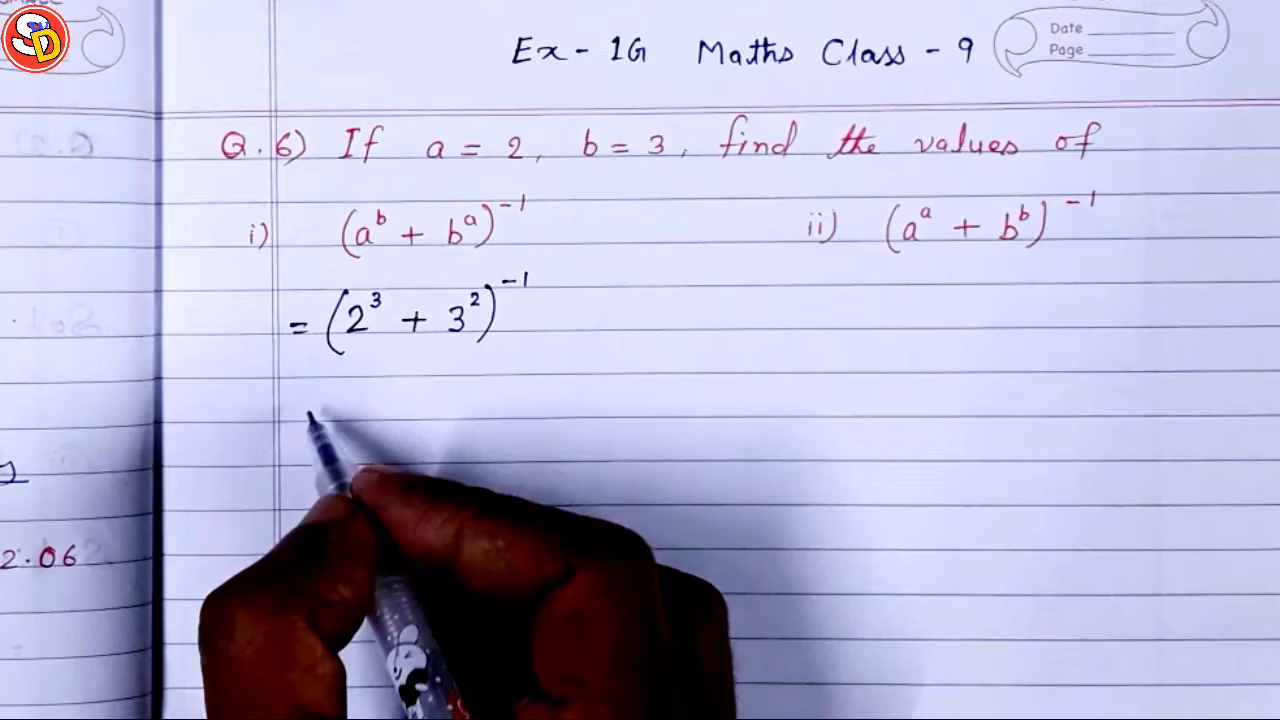 SD
Date
Page
Ex - 1G Maths Class - 9
Q. 6) If a = 2, b = 3, find the values of
i) (a^b + b^a)^-1 ii) (a^a + b^b)^-1
= (2^3 + 3^2)^-1
2.06